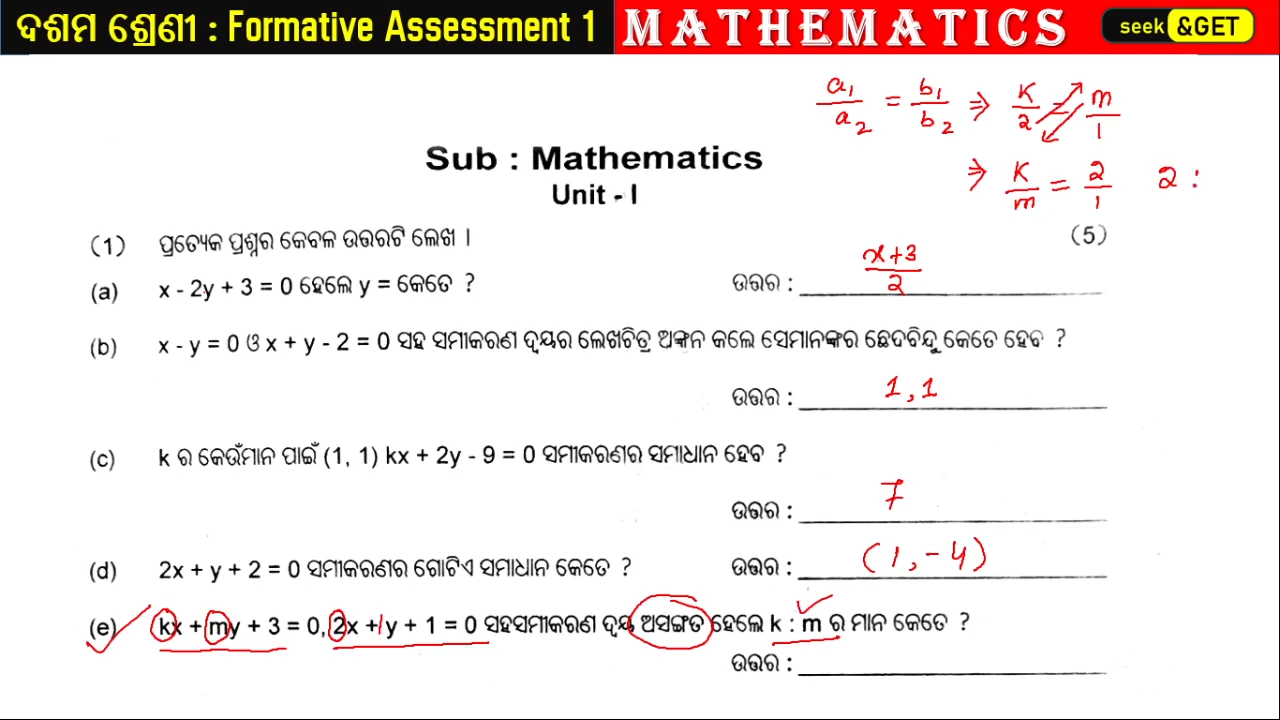 ଦଶମ ଶ୍ରେଣୀ : Formative Assessment 1 MATHEMATICS seek &GET
a₁/a₂ = b₁/b₂ ⇒ K/2 = m/1
⇒ K/m = 2/1 2 :
Sub : Mathematics
Unit - I
(1) ପ୍ରତ୍ୟେକ ପ୍ରଶ୍ନର କେବଳ ଉତ୍ତରଟି ଲେଖ । (5)
(a) x - 2y + 3 = 0 ହେଲେ y = କେତେ ? ଉତ୍ତର : x+3/2
(b) x - y = 0 ଓ x + y - 2 = 0 ସହ ସମୀକରଣ ଦ୍ୱୟର ଲେଖଚିତ୍ର ଅଙ୍କନ କଲେ ସେମାନଙ୍କର ଛେଦବିନ୍ଦୁ କେତେ ହେବ ?
ଉତ୍ତର : 1, 1
(c) k ର କେଉଁମାନ ପାଇଁ (1, 1) kx + 2y - 9 = 0 ସମୀକରଣର ସମାଧାନ ହେବ ?
ଉତ୍ତର : 7
(d) 2x + y + 2 = 0 ସମୀକରଣର ଗୋଟିଏ ସମାଧାନ କେତେ ? ଉତ୍ତର : (1, -4)
(e) kx + my + 3 = 0, 2x + 1y + 1 = 0 ସହସମୀକରଣ ଦ୍ୱୟ ଅସଙ୍ଗତ ହେଲେ k : m ର ମାନ କେତେ ?
ଉତ୍ତର :